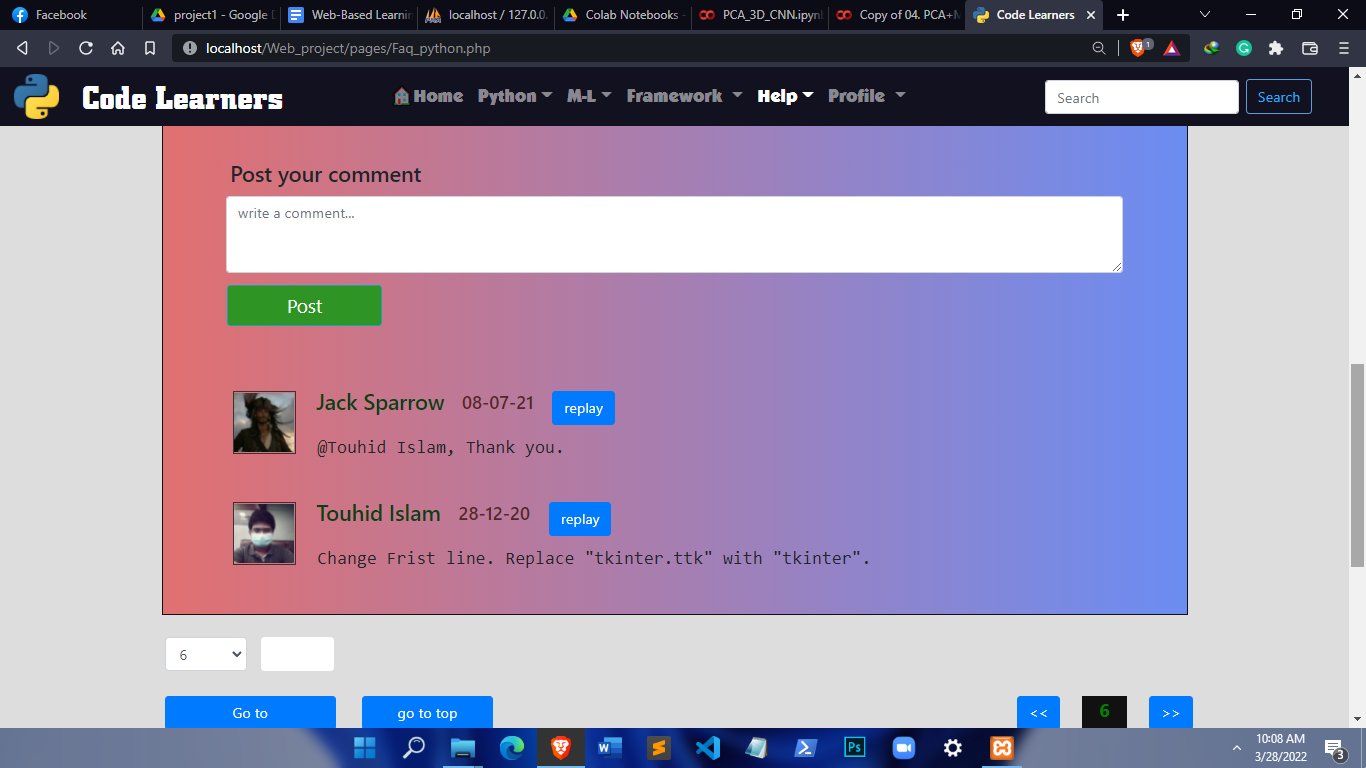 Facebook
project1 - Google D
Web-Based Learnin
localhost / 127.0.0.
Colab Notebooks -
PCA_3D_CNN.ipynb
Copy of 04. PCA+M
Code Learners
localhost/Web_project/pages/Faq_python.php
1
Code Learners
Home Python M-L Framework Help Profile
Search
Search
Post your comment
write a comment...
Post
Jack Sparrow 08-07-21 replay
@Touhid Islam, Thank you.
Touhid Islam 28-12-20 replay
Change Frist line. Replace "tkinter.ttk" with "tkinter".
6
Go to go to top << 6 >>
W
Ps
10:08 AM
3/28/2022
3